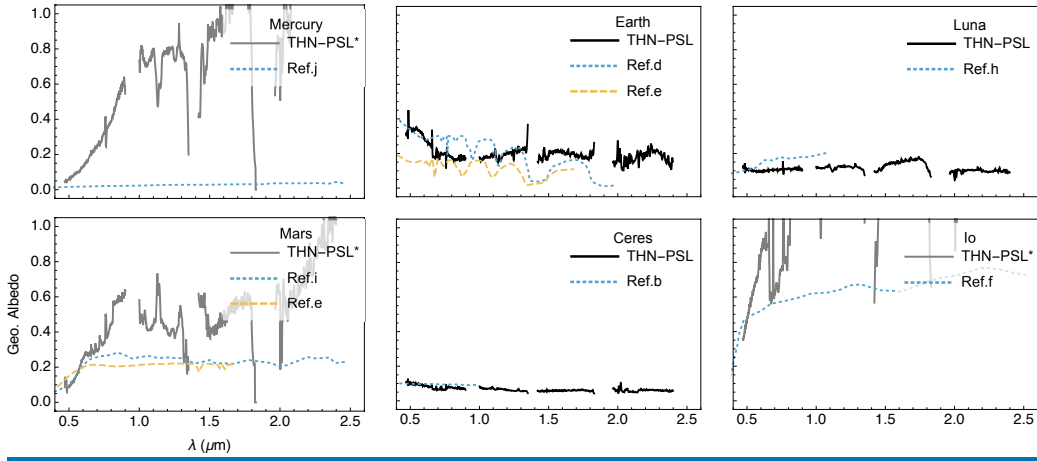 Mercury
THN-PSL*
Ref.j
1.0
0.8
0.6
0.4
0.2
0.0
Earth
THN-PSL
Ref.d
Ref.e
Luna
THN-PSL
Ref.h
Mars
THN-PSL*
Ref.i
Ref.e
1.0
0.8
0.6
0.4
0.2
0.0
Geo. Albedo
0.5 1.0 1.5 2.0 2.5
λ (μm)
Ceres
THN-PSL
Ref.b
0.5 1.0 1.5 2.0 2.5
Io
THN-PSL*
Ref.f
0.5 1.0 1.5 2.0 2.5